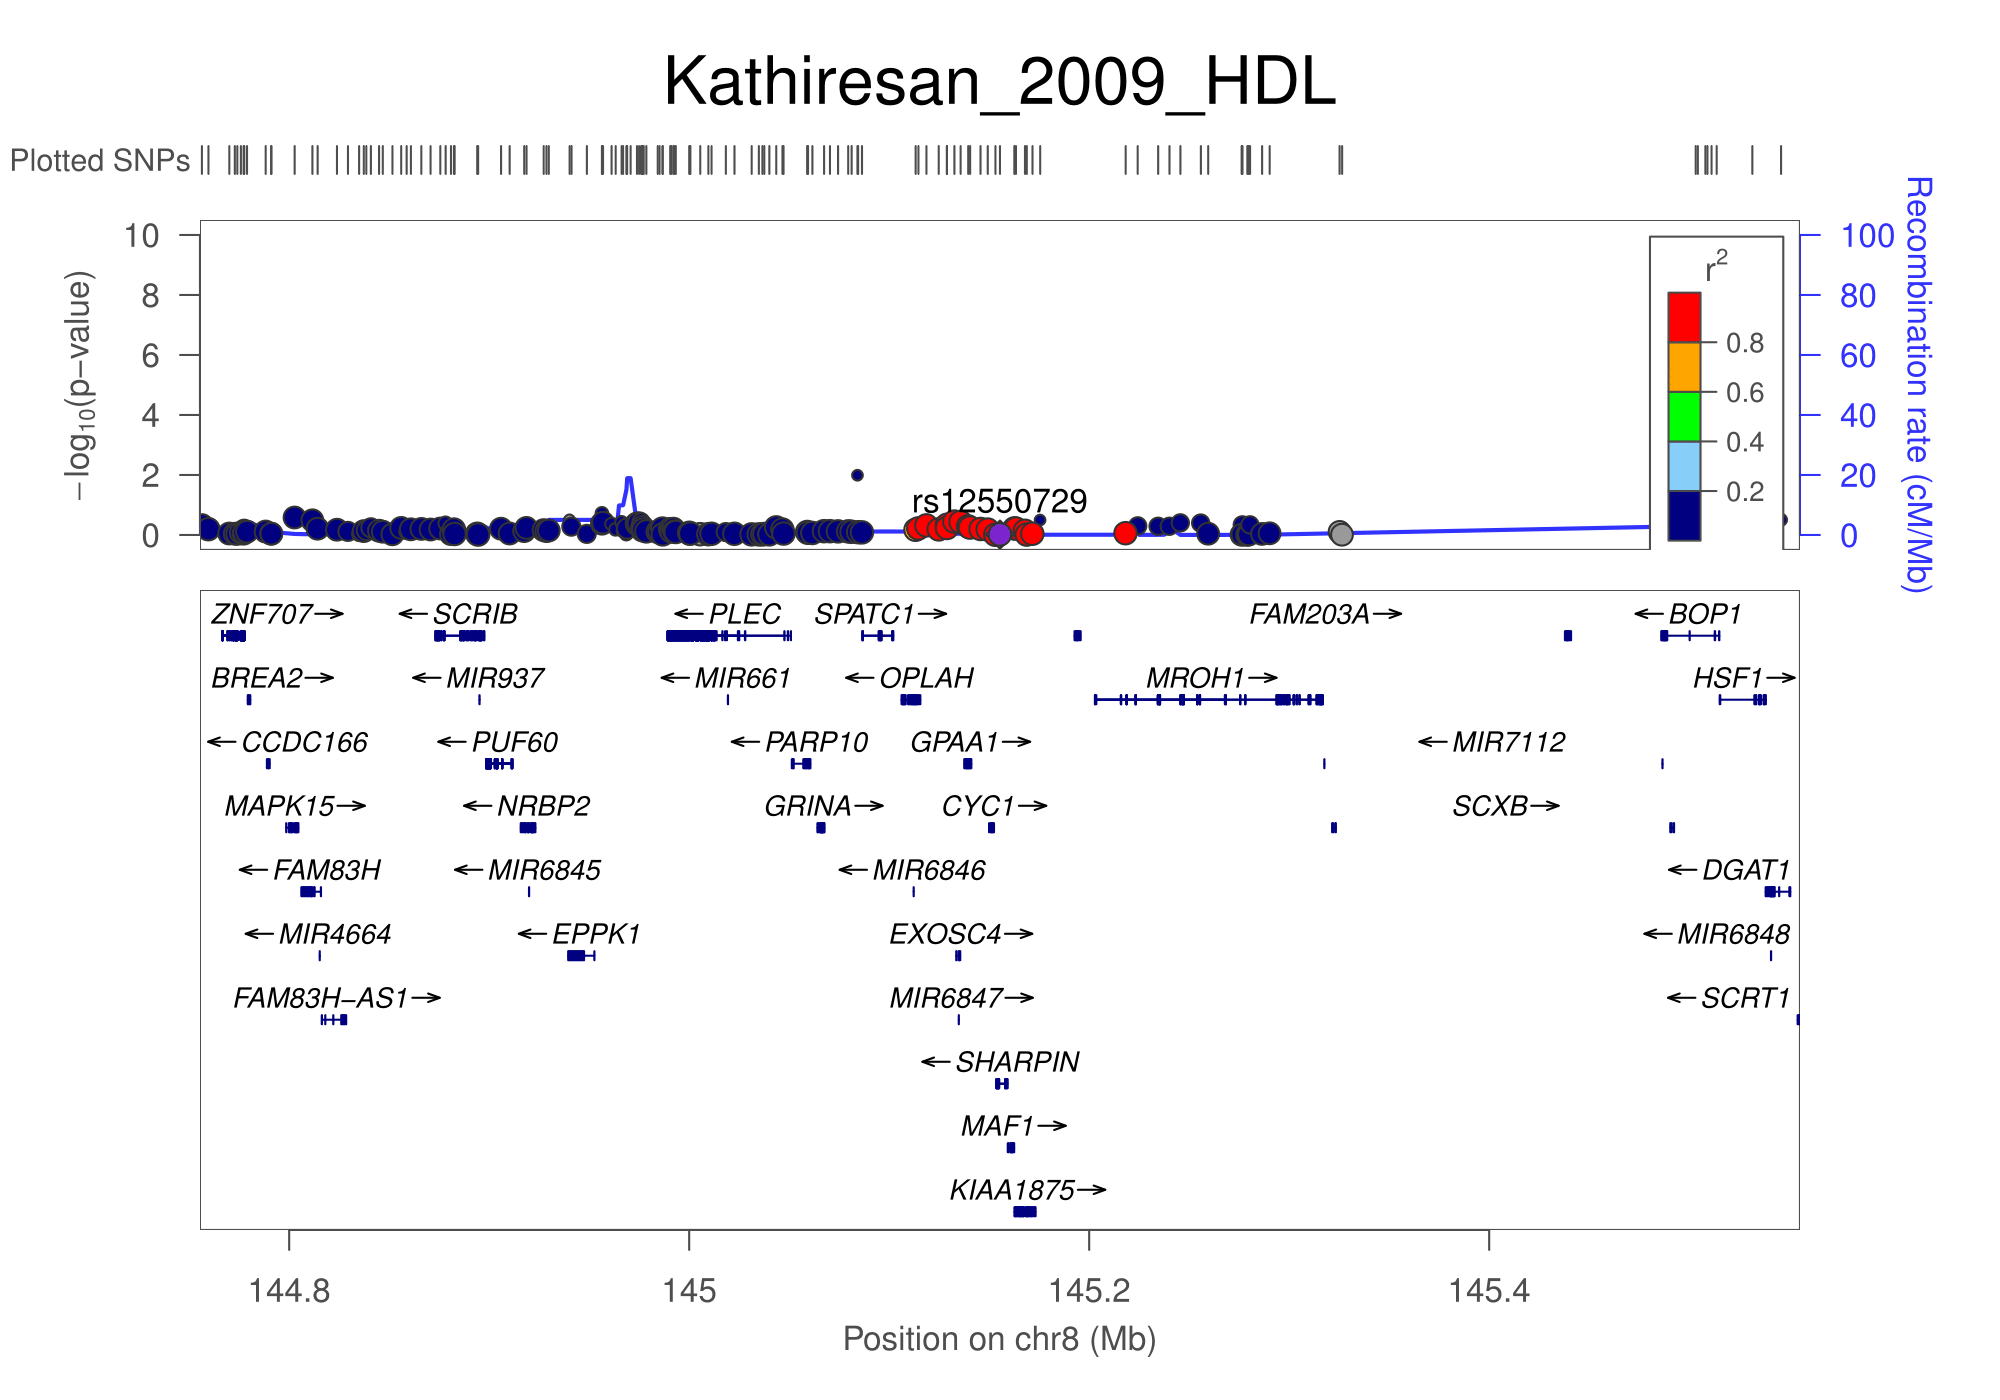 Kathiresan_2009_HDL
Plotted SNPs
10
8
6
4
2
0
−log10(p−value)
100
80
60
40
20
0
Recombination rate (cM/Mb)
r2
0.8
0.6
0.4
0.2
rs12550729
ZNF707→ ←SCRIB ←PLEC SPATC1→ FAM203A→ ←BOP1
BREA2→ ←MIR937 ←MIR661 ←OPLAH MROH1→ HSF1→
←CCDC166 ←PUF60 ←PARP10 GPAA1→ ←MIR7112
MAPK15→ ←NRBP2 GRINA→ CYC1→ SCXB→
←FAM83H ←MIR6845 ←MIR6846 ←DGAT1
←MIR4664 ←EPPK1 EXOSC4→ ←MIR6848
FAM83H−AS1→ MIR6847→ ←SCRT1
←SHARPIN
MAF1→
KIAA1875→
144.8 145 145.2 145.4
Position on chr8 (Mb)